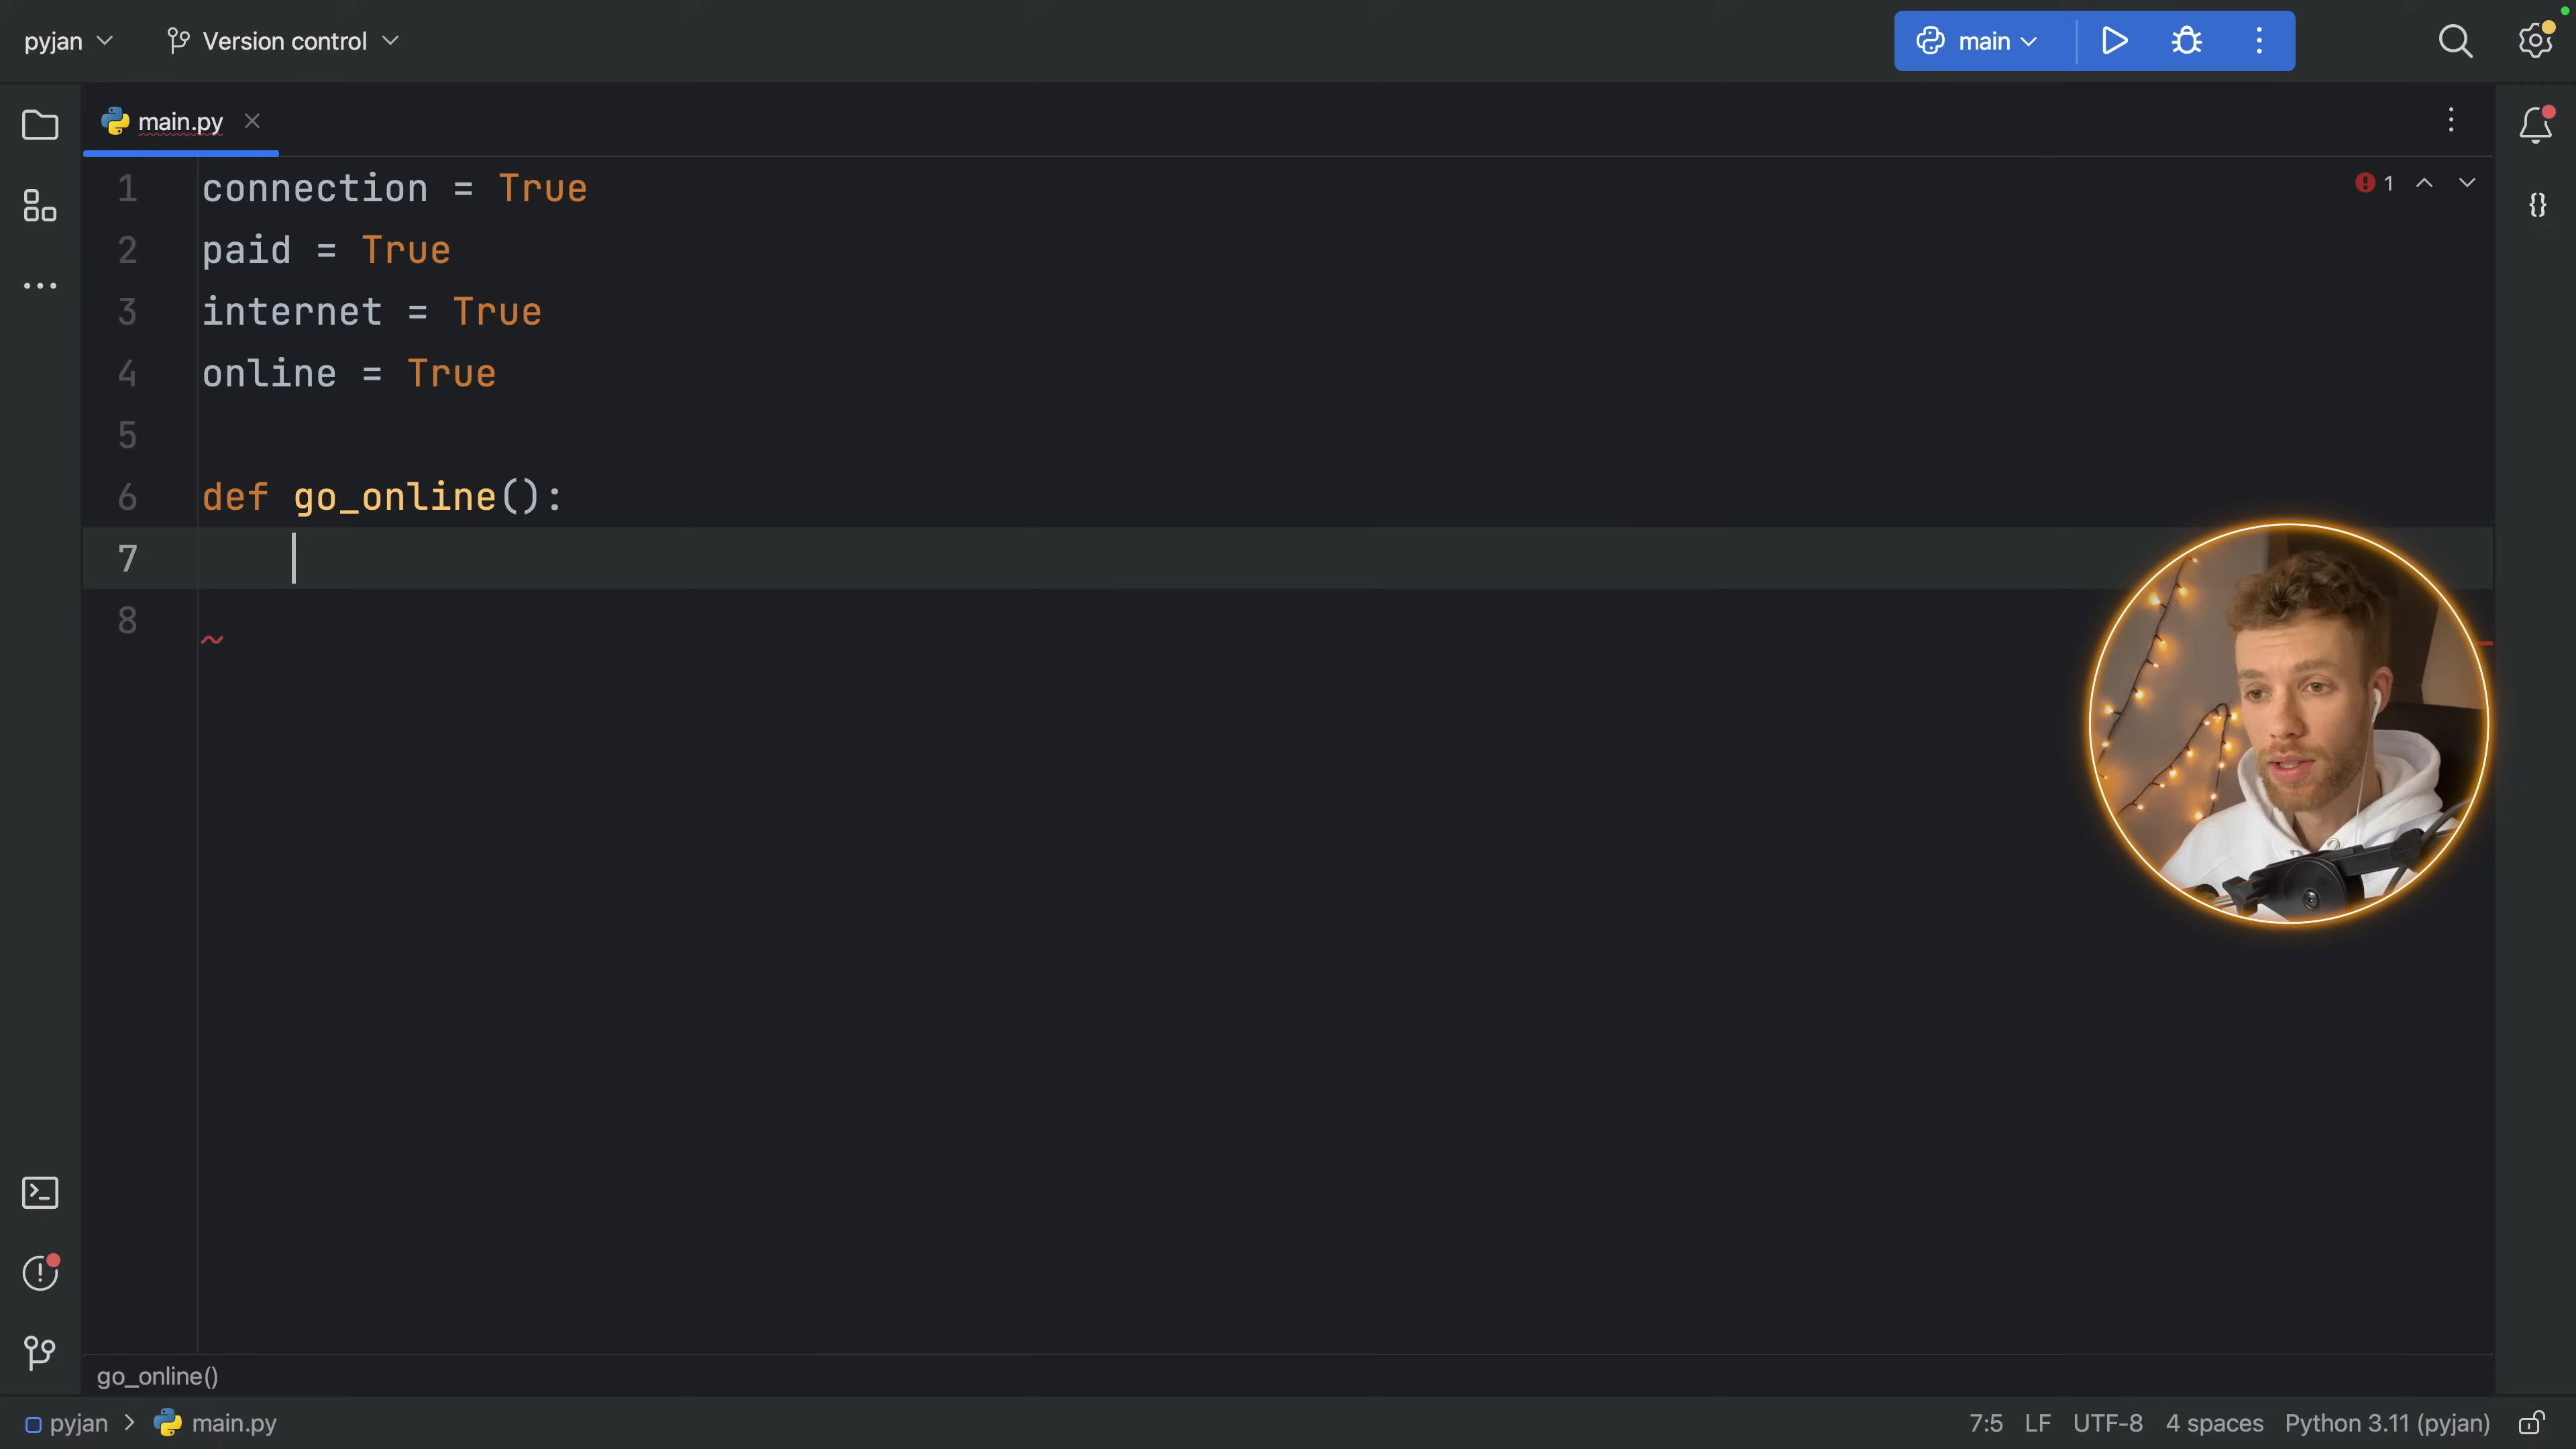 pyjan
Version control
main
main.py
1
1 connection = True
2 paid = True
3 internet = True
4 online = True
5
6 def go_online():
7
8
go_online()
pyjan > main.py
7:5 LF UTF-8 4 spaces Python 3.11 (pyjan)